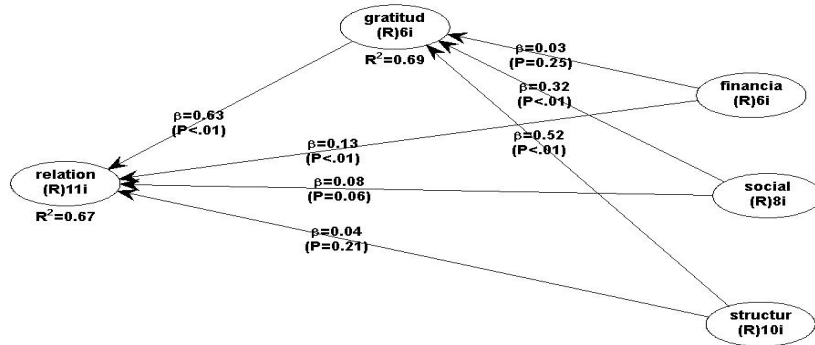 gratitud
(R)6i
R²=0.69
β=0.03
(P=0.25)
financia
(R)6i
β=0.32
(P<.01)
β=0.63
(P<.01)
β=0.52
(P<.01)
β=0.13
(P<.01)
relation
(R)11i
R²=0.67
β=0.08
(P=0.06)
social
(R)8i
β=0.04
(P=0.21)
structur
(R)10i